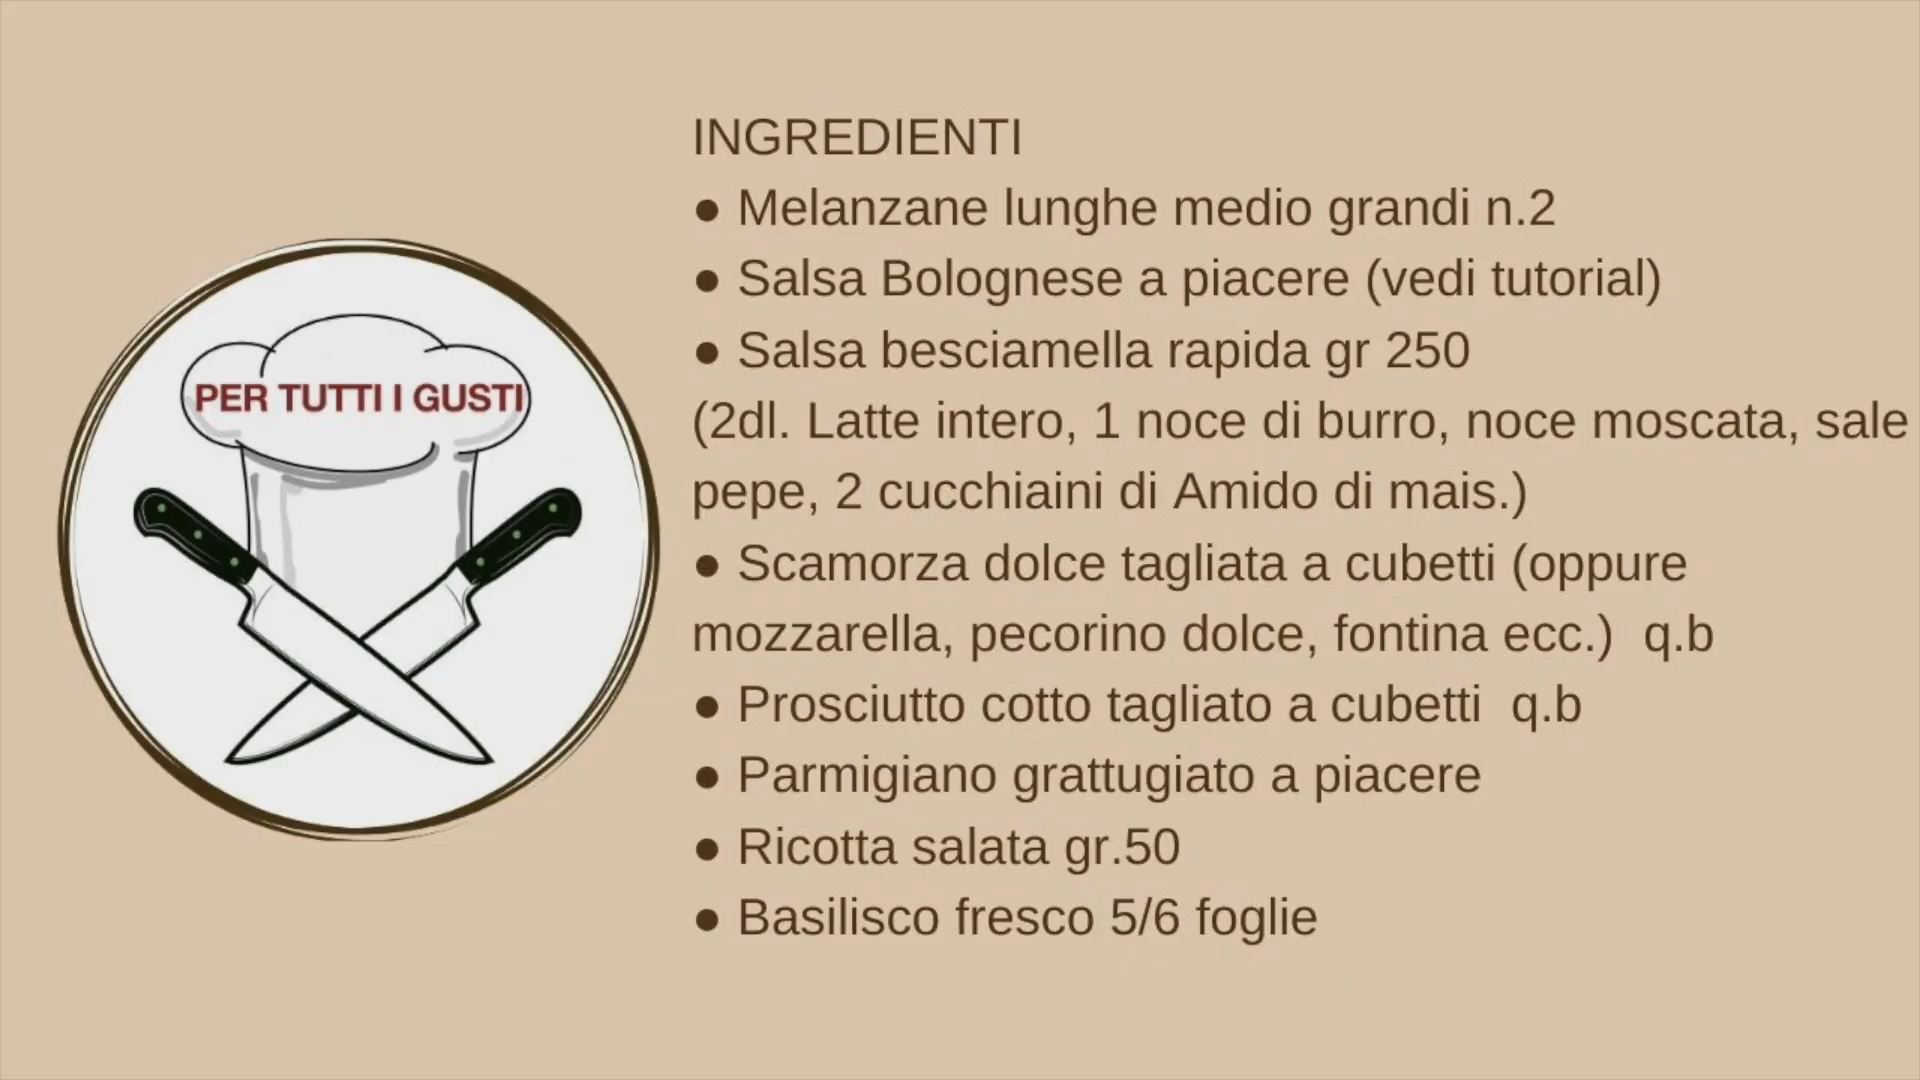 PER TUTTI I GUSTI
INGREDIENTI
● Melanzane lunghe medio grandi n.2
● Salsa Bolognese a piacere (vedi tutorial)
● Salsa besciamella rapida gr 250
(2dl. Latte intero, 1 noce di burro, noce moscata, sale
pepe, 2 cucchiaini di Amido di mais.)
● Scamorza dolce tagliata a cubetti (oppure
mozzarella, pecorino dolce, fontina ecc.)  q.b
● Prosciutto cotto tagliato a cubetti  q.b
● Parmigiano grattugiato a piacere
● Ricotta salata gr.50
● Basilisco fresco 5/6 foglie